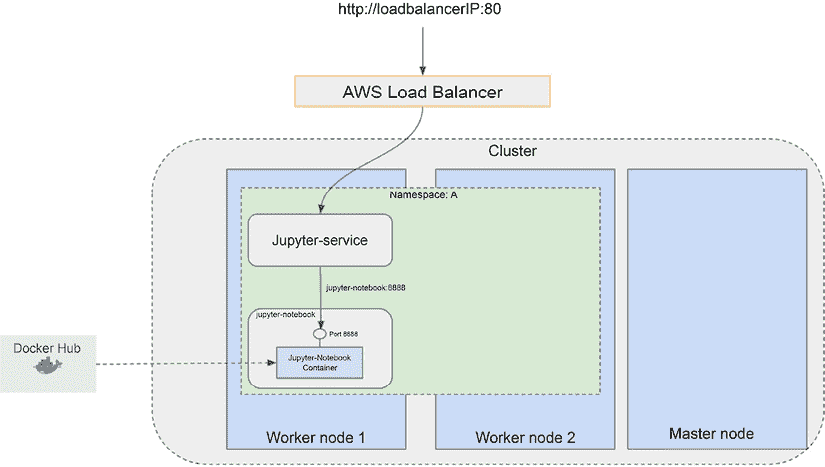 http://loadbalancerIP:80
AWS Load Balancer
Cluster
Namespace: A
Jupyter-service
jupyter-notebook:8888
jupyter-notebook
Port 8888
Docker Hub
Jupyter-Notebook
Container
Worker node 1
Worker node 2
Master node